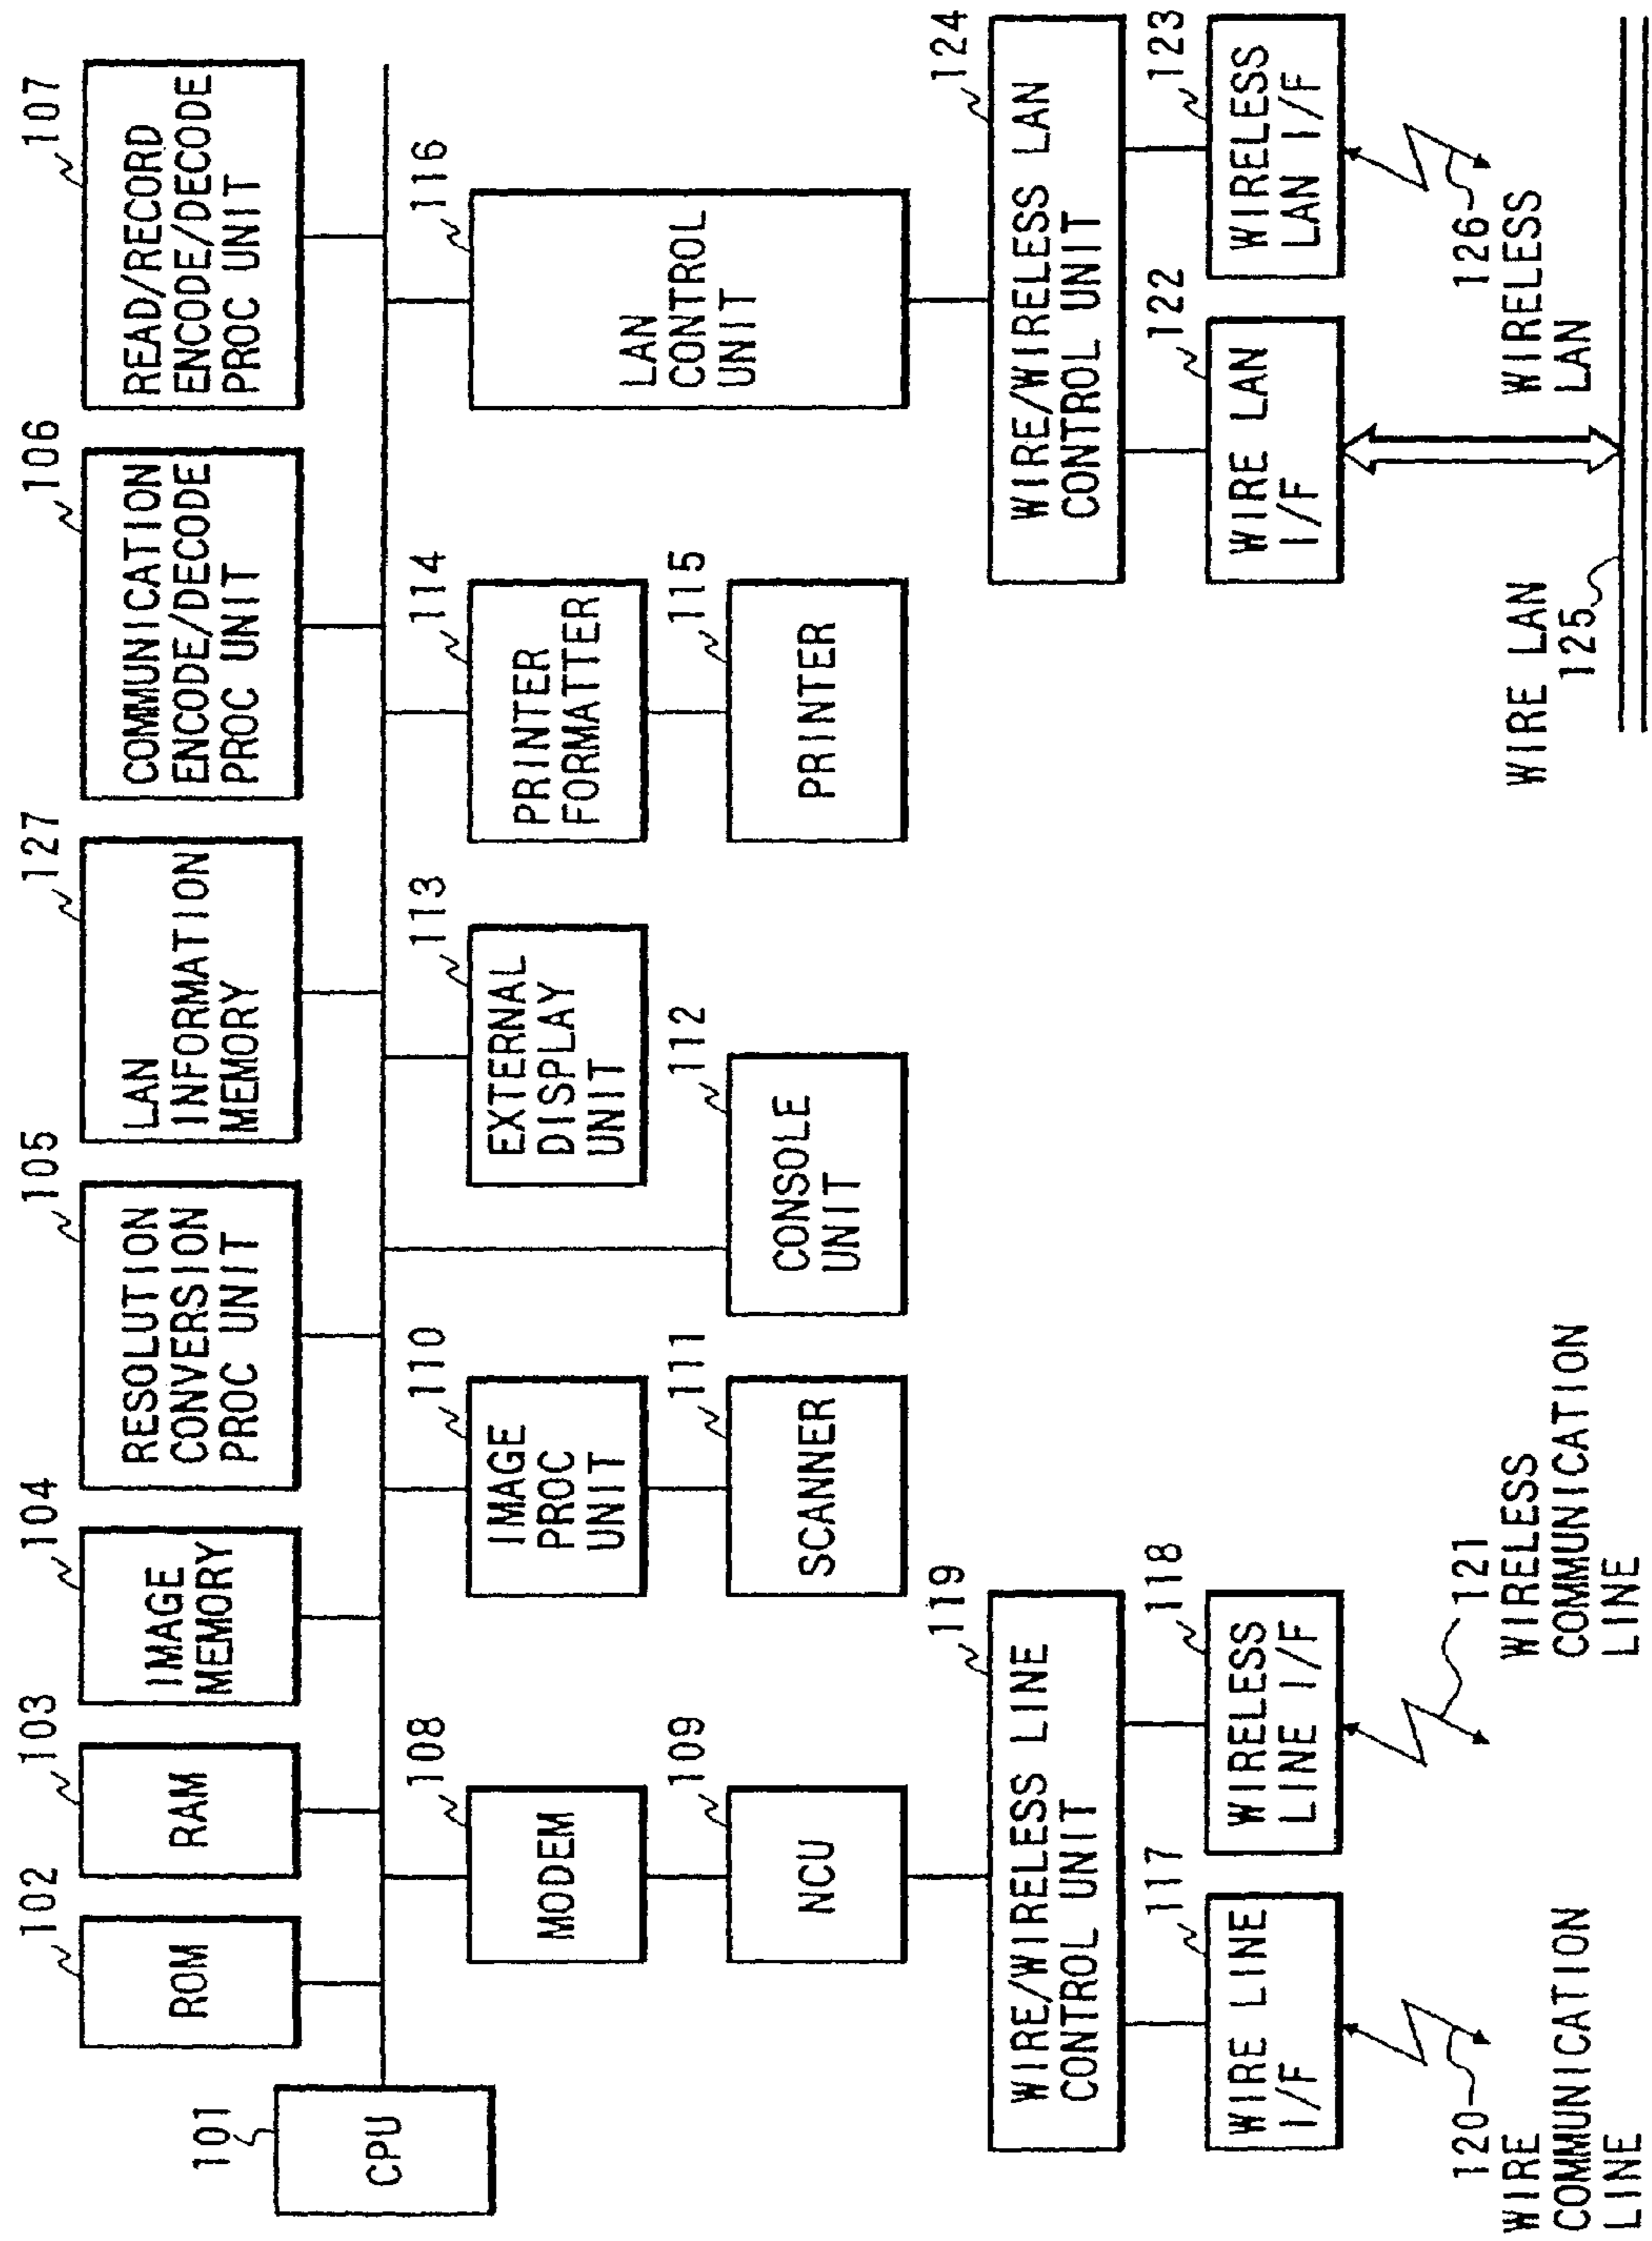 101
CPU
102
ROM
103
RAM
104
IMAGE
MEMORY
105
RESOLUTION
CONVERSION
PROC UNIT
127
LAN
INFORMATION
MEMORY
106
COMMUNICATION
ENCODE/DECODE
PROC UNIT
107
READ/RECORD
ENCODE/DECODE
PROC UNIT
108
MODEM
109
NCU
110
IMAGE
PROC
UNIT
111
SCANNER
112
CONSOLE
UNIT
113
EXTERNAL
DISPLAY
UNIT
114
PRINTER
FORMATTER
115
PRINTER
116
LAN
CONTROL
UNIT
119
WIRE/WIRELESS LINE
CONTROL UNIT
117
WIRE LINE
I/F
118
WIRELESS
LINE I/F
120
WIRE
COMMUNICATION
LINE
121
WIRELESS
COMMUNICATION
LINE
124
WIRE/WIRELESS LAN
CONTROL UNIT
122
WIRE LAN
I/F
123
WIRELESS
LAN I/F
WIRE LAN
125
126
WIRELESS
LAN